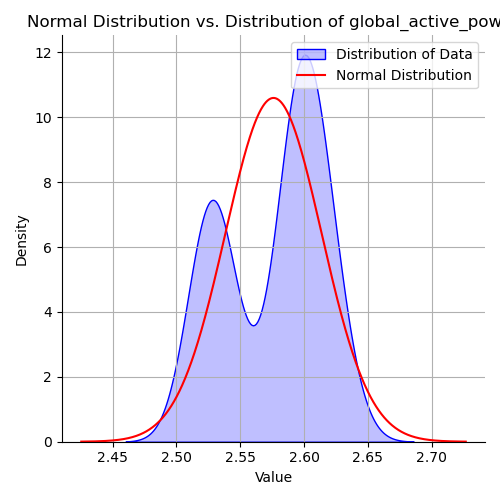 Normal Distribution vs. Distribution of global_active_pow
Distribution of Data
Normal Distribution
12
10
8
6
4
2
0
Density
2.45 2.50 2.55 2.60 2.65 2.70
Value